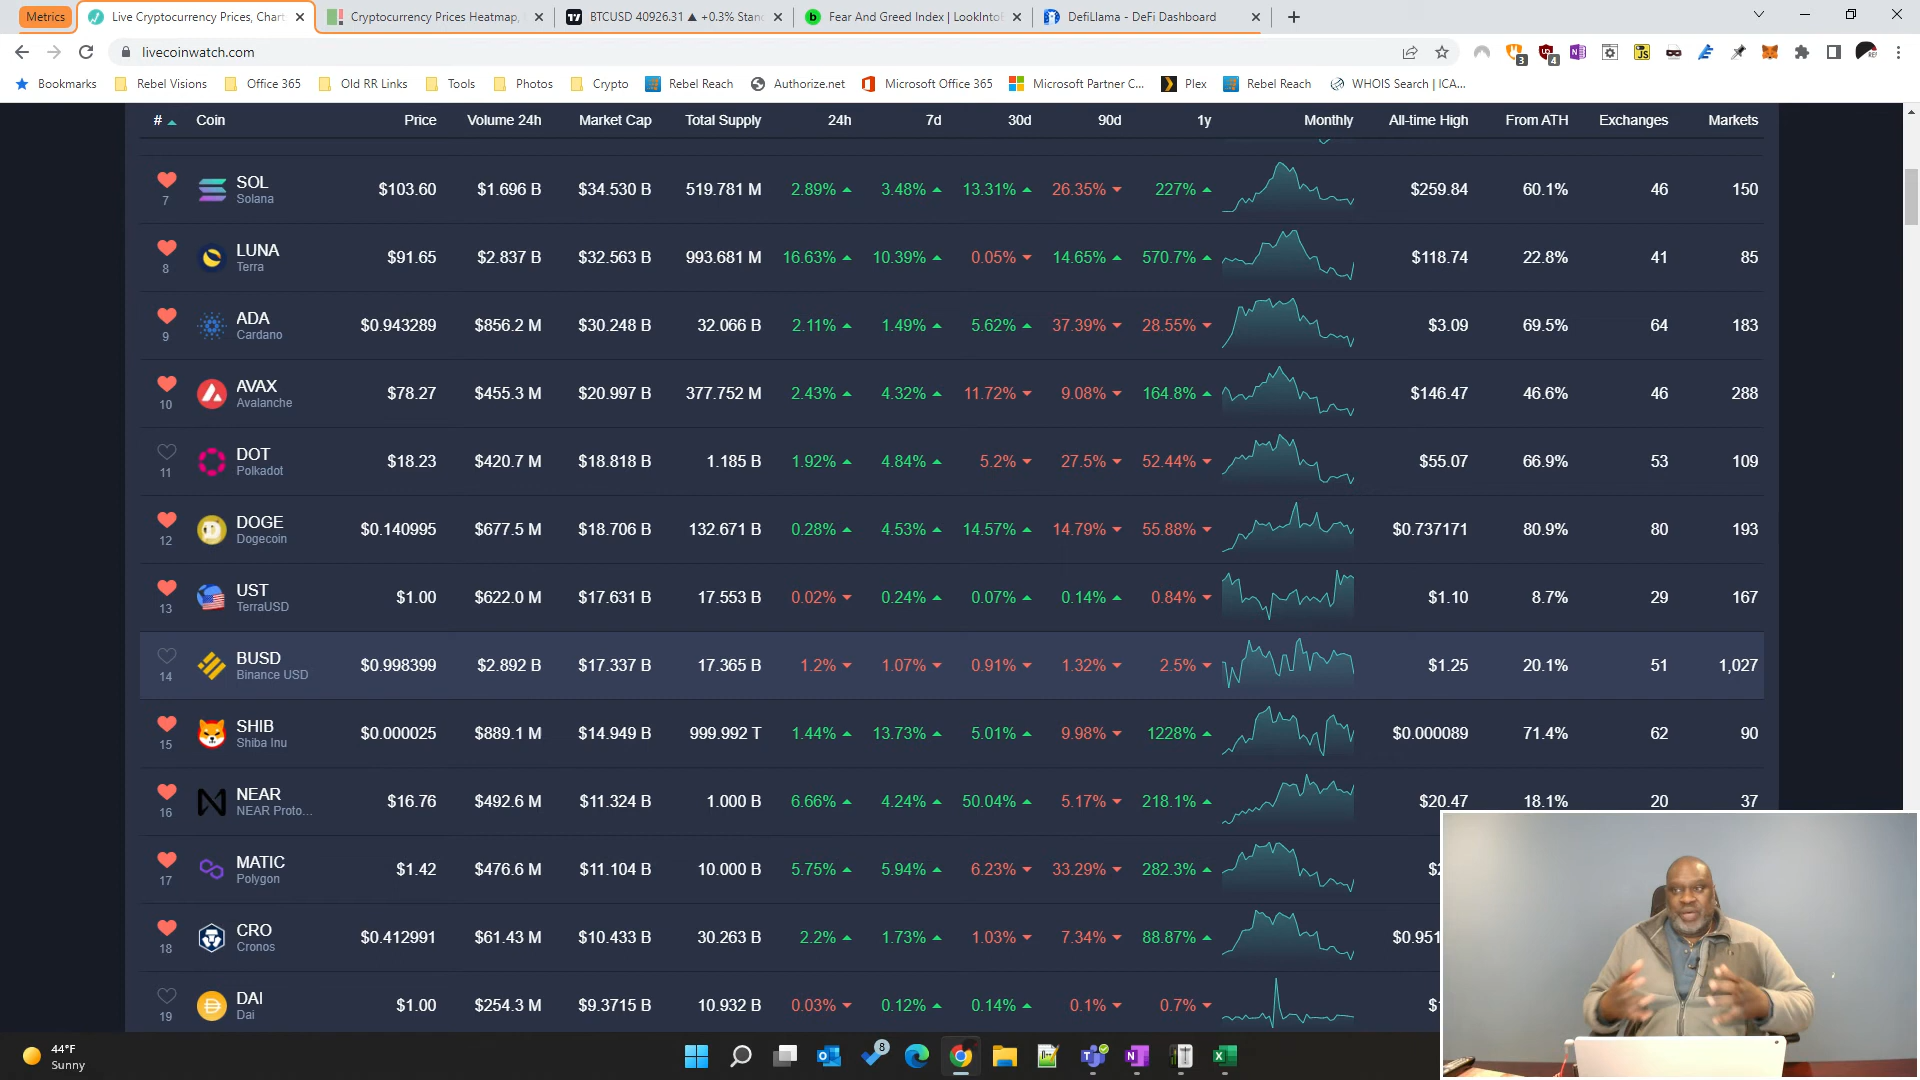 Metrics
Live Cryptocurrency Prices, Chart
Cryptocurrency Prices Heatmap,
BTCUSD 40926.31 ▲ +0.3% Stan
Fear And Greed Index | LookInto
DefiLlama - DeFi Dashboard
livecoinwatch.com
3
4
Bookmarks Rebel Visions Office 365 Old RR Links Tools Photos Crypto Rebel Reach Authorize.net Microsoft Office 365 Microsoft Partner C... Plex Rebel Reach WHOIS Search | ICA...
# Coin Price Volume 24h Market Cap Total Supply 24h 7d 30d 90d 1y Monthly All-time High From ATH Exchanges Markets
7 SOL Solana $103.60 $1.696 B $34.530 B 519.781 M 2.89% 3.48% 13.31% 26.35% 227% $259.84 60.1% 46 150
8 LUNA Terra $91.65 $2.837 B $32.563 B 993.681 M 16.63% 10.39% 0.05% 14.65% 570.7% $118.74 22.8% 41 85
9 ADA Cardano $0.943289 $856.2 M $30.248 B 32.066 B 2.11% 1.49% 5.62% 37.39% 28.55% $3.09 69.5% 64 183
10 AVAX Avalanche $78.27 $455.3 M $20.997 B 377.752 M 2.43% 4.32% 11.72% 9.08% 164.8% $146.47 46.6% 46 288
11 DOT Polkadot $18.23 $420.7 M $18.818 B 1.185 B 1.92% 4.84% 5.2% 27.5% 52.44% $55.07 66.9% 53 109
12 DOGE Dogecoin $0.140995 $677.5 M $18.706 B 132.671 B 0.28% 4.53% 14.57% 14.79% 55.88% $0.737171 80.9% 80 193
13 UST TerraUSD $1.00 $622.0 M $17.631 B 17.553 B 0.02% 0.24% 0.07% 0.14% 0.84% $1.10 8.7% 29 167
14 BUSD Binance USD $0.998399 $2.892 B $17.337 B 17.365 B 1.2% 1.07% 0.91% 1.32% 2.5% $1.25 20.1% 51 1,027
15 SHIB Shiba Inu $0.000025 $889.1 M $14.949 B 999.992 T 1.44% 13.73% 5.01% 9.98% 1228% $0.000089 71.4% 62 90
16 NEAR NEAR Proto... $16.76 $492.6 M $11.324 B 1.000 B 6.66% 4.24% 50.04% 5.17% 218.1% $20.47 18.1% 20 37
17 MATIC Polygon $1.42 $476.6 M $11.104 B 10.000 B 5.75% 5.94% 6.23% 33.29% 282.3%
18 CRO Cronos $0.412991 $61.43 M $10.433 B 30.263 B 2.2% 1.73% 1.03% 7.34% 88.87% $0.951
19 DAI Dai $1.00 $254.3 M $9.3715 B 10.932 B 0.03% 0.12% 0.14% 0.1% 0.7%
44°F
Sunny
8